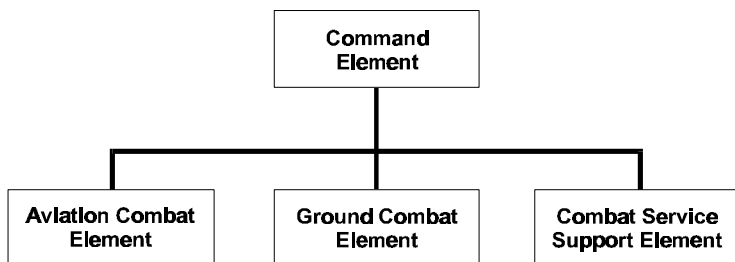 Command
Element
Aviation Combat
Element
Ground Combat
Element
Combat Service
Support Element